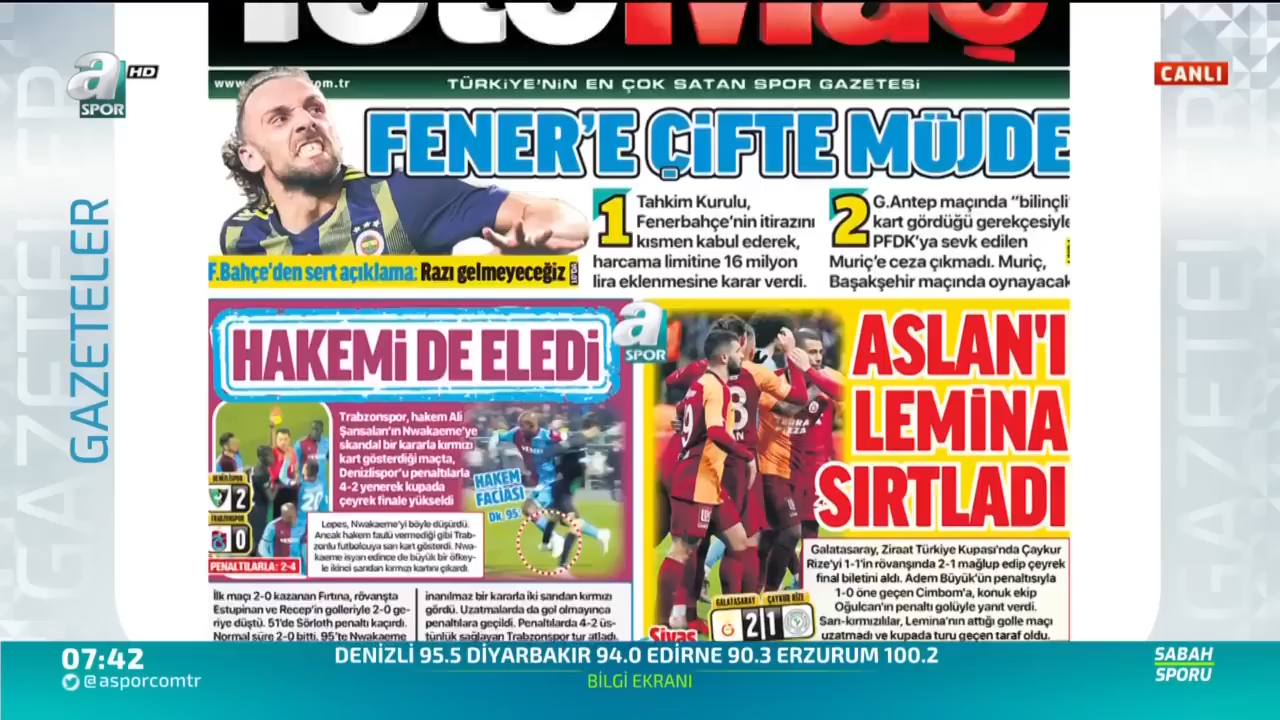 fotoMaç
a
SPOR
HD
CANLI
GAZETELER
TÜRKİYE'NİN EN ÇOK SATAN SPOR GAZETESİ
FENER'E ÇİFTE MÜJDE
1
Tahkim Kurulu,
Fenerbahçe'nin itirazını
kısmen kabul ederek,
harcama limitine 16 milyon
lira eklenmesine karar verdi.
2
G.Antep maçında “bilinçli
kart gördüğü gerekçesiyle
PFDK'ya sevk edilen
Muriç'e ceza çıkmadı. Muriç,
Başakşehir maçında oynayacak
F.Bahçe'den sert açıklama: Razı gelmeyeceğiz
HAKEMİ DE ELEDİ
Trabzonspor, hakem Ali
Şansalan'ın Nwakaeme'ye
skandal bir kararla kırmızı
kart gösterdiği maçta,
Denizlispor'u penaltılarla
4-2 yenerek kupada
çeyrek finale yükseldi
HAKEM
FACİASI
Dk. 95
DENİZLİSPOR
2
TRABZONSPOR
0
PENALTILARLA: 2-4
Lopes, Nwakaeme'yi böyle düşürdü.
Ancak hakem faulü vermediği gibi Trab-
zonlu futbolcuya sarı kart gösterdi. Nwa-
kaeme isyan edince de büyük bir öfkey-
le ikinci sarıdan kırmızı kartını çıkardı.
İlk maçı 2-0 kazanan Fırtına, rövanşta
Estupinan ve Recep'in golleriyle 2-0 ge-
riye düştü. 51'de Sörloth penaltı kaçırdı.
Normal süre 2-0 bitti. 95'te Nwakaeme
inanılmaz bir kararla iki sarıdan kırmızı
gördü. Uzatmalarda da gol olmayınca
penaltılara geçildi. Penaltılarda 4-2 üs-
tünlük sağlayan Trabzonspor tur atladı.
a
SPOR
ASLAN'I
LEMİNA
SIRTLADI
GALATASARAY
ÇAYKUR RİZE
2 1
Galatasaray, Ziraat Türkiye Kupası'nda Çaykur
Rize'yi 1-1'in rövanşında 2-1 mağlup edip çeyrek
final biletini aldı. Adem Büyük'ün penaltısıyla
1-0 öne geçen Cimbom'a, konuk ekip
Oğulcan'ın penaltı golüyle yanıt verdi.
Sarı-kırmızılılar, Lemina'nın attığı golle maçı
uzatmadı ve kupada turu geçen taraf oldu.
Sivas
07:42
@asporcomtr
DENİZLİ 95.5 DİYARBAKIR 94.0 EDİRNE 90.3 ERZURUM 100.2
BİLGİ EKRANI
SABAH
SPORU